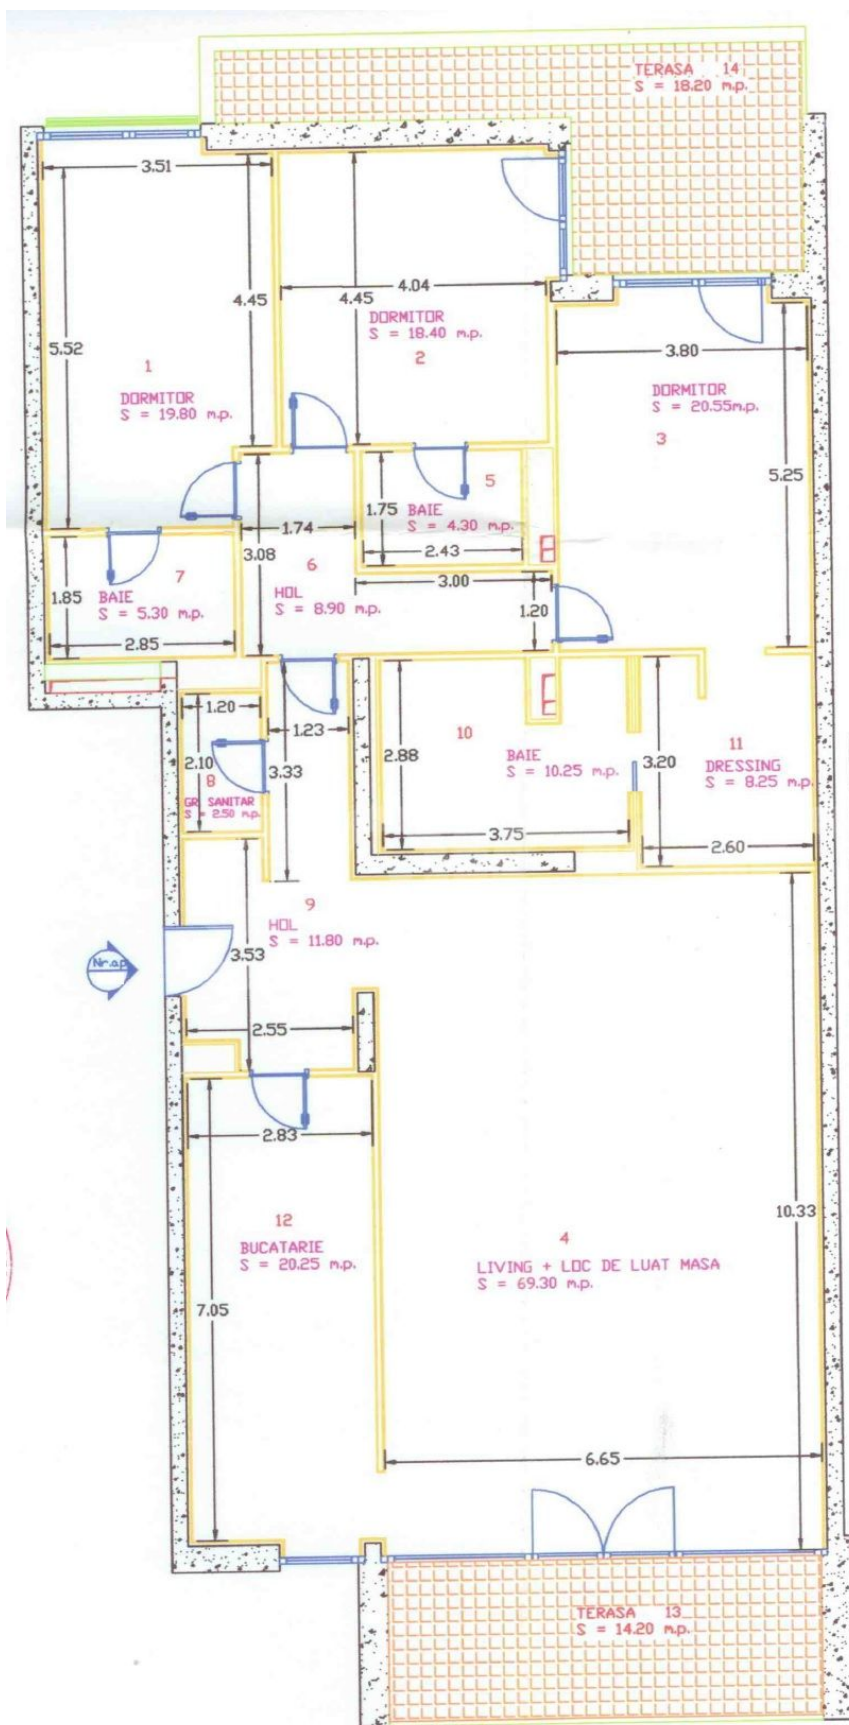 TERASA 14
S = 18.20 m.p.
3.51
4.45
4.45
4.04
DORMITOR
S = 18.40 m.p.
2
5.52
1
DORMITOR
S = 19.80 m.p.
3.80
DORMITOR
S = 20.55m.p.
3
5.25
1.75
5
BAIE
S = 4.30 m.p.
2.43
1.74
3.08
6
HOL
S = 8.90 m.p.
3.00
1.20
1.85
7
BAIE
S = 5.30 m.p.
2.85
1.20
2.10
8
GR. SANITAR
S = 2.50 m.p.
1.23
3.33
10
2.88
BAIE
S = 10.25 m.p.
3.75
3.20
11
DRESSING
S = 8.25 m.p.
2.60
9
HOL
S = 11.80 m.p.
3.53
Nr.ap
2.55
2.83
10.33
12
BUCATARIE
S = 20.25 m.p.
7.05
4
LIVING + LOC DE LUAT MASA
S = 69.30 m.p.
6.65
TERASA 13
S = 14.20 m.p.